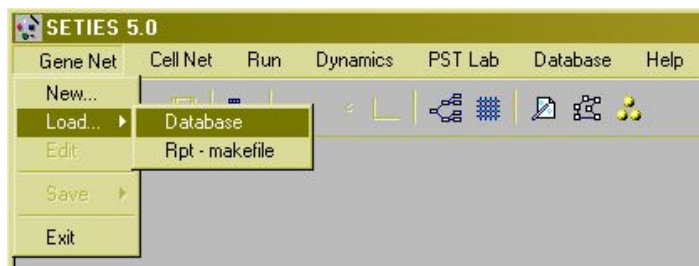 SETIES 5.0
Gene Net Cell Net Run Dynamics PST Lab Database Help
New...
Load... Database
Edit Rpt - makefile
Save
Exit